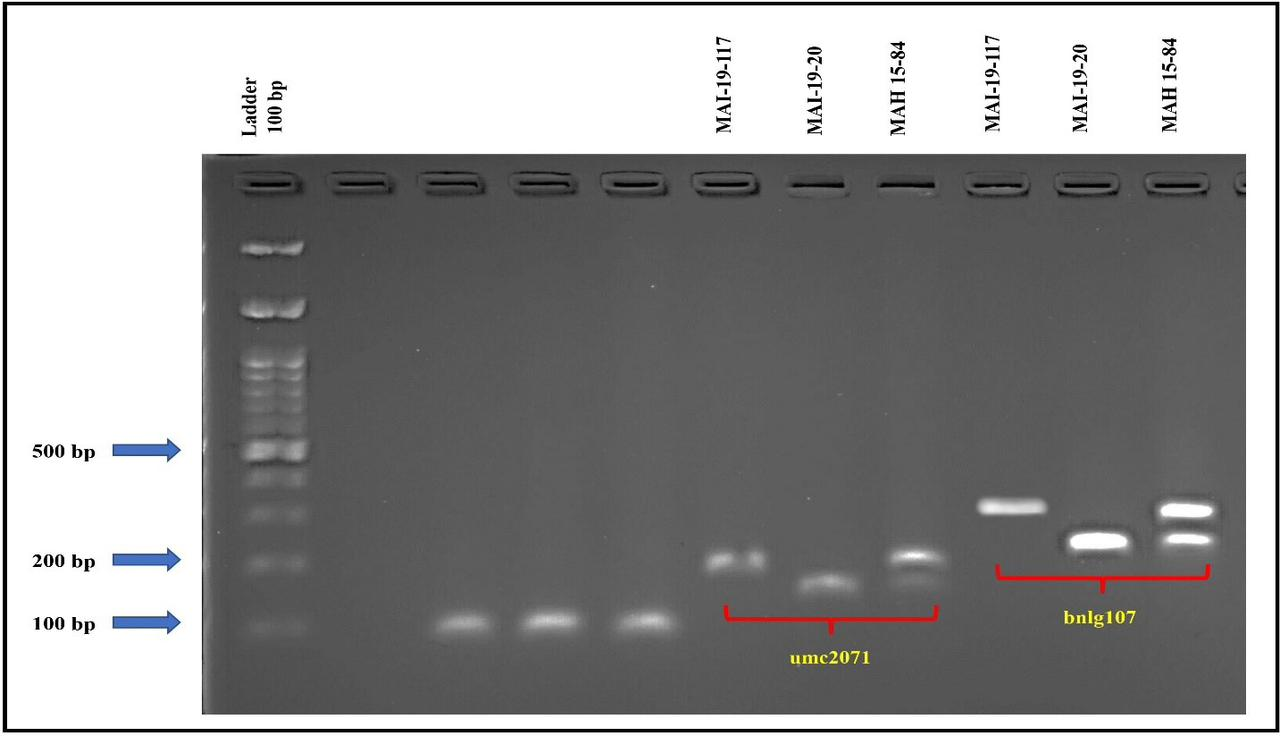 Ladder
100 bp
MAI-19-117
MAI-19-20
MAH 15-84
MAI-19-117
MAI-19-20
MAH 15-84
500 bp
200 bp
100 bp
umc2071
bnlg107